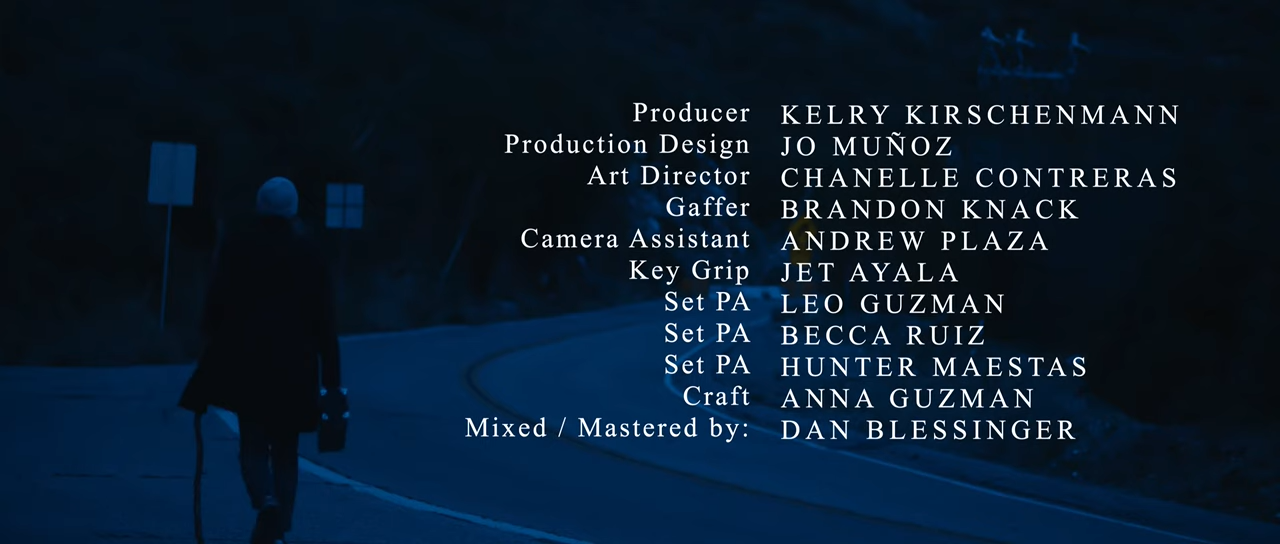 Producer KELRY KIRSCHENMANN
Production Design JO MUÑOZ
Art Director CHANELLE CONTRERAS
Gaffer BRANDON KNACK
Camera Assistant ANDREW PLAZA
Key Grip JET AYALA
Set PA LEO GUZMAN
Set PA BECCA RUIZ
Set PA HUNTER MAESTAS
Craft ANNA GUZMAN
Mixed / Mastered by: DAN BLESSINGER